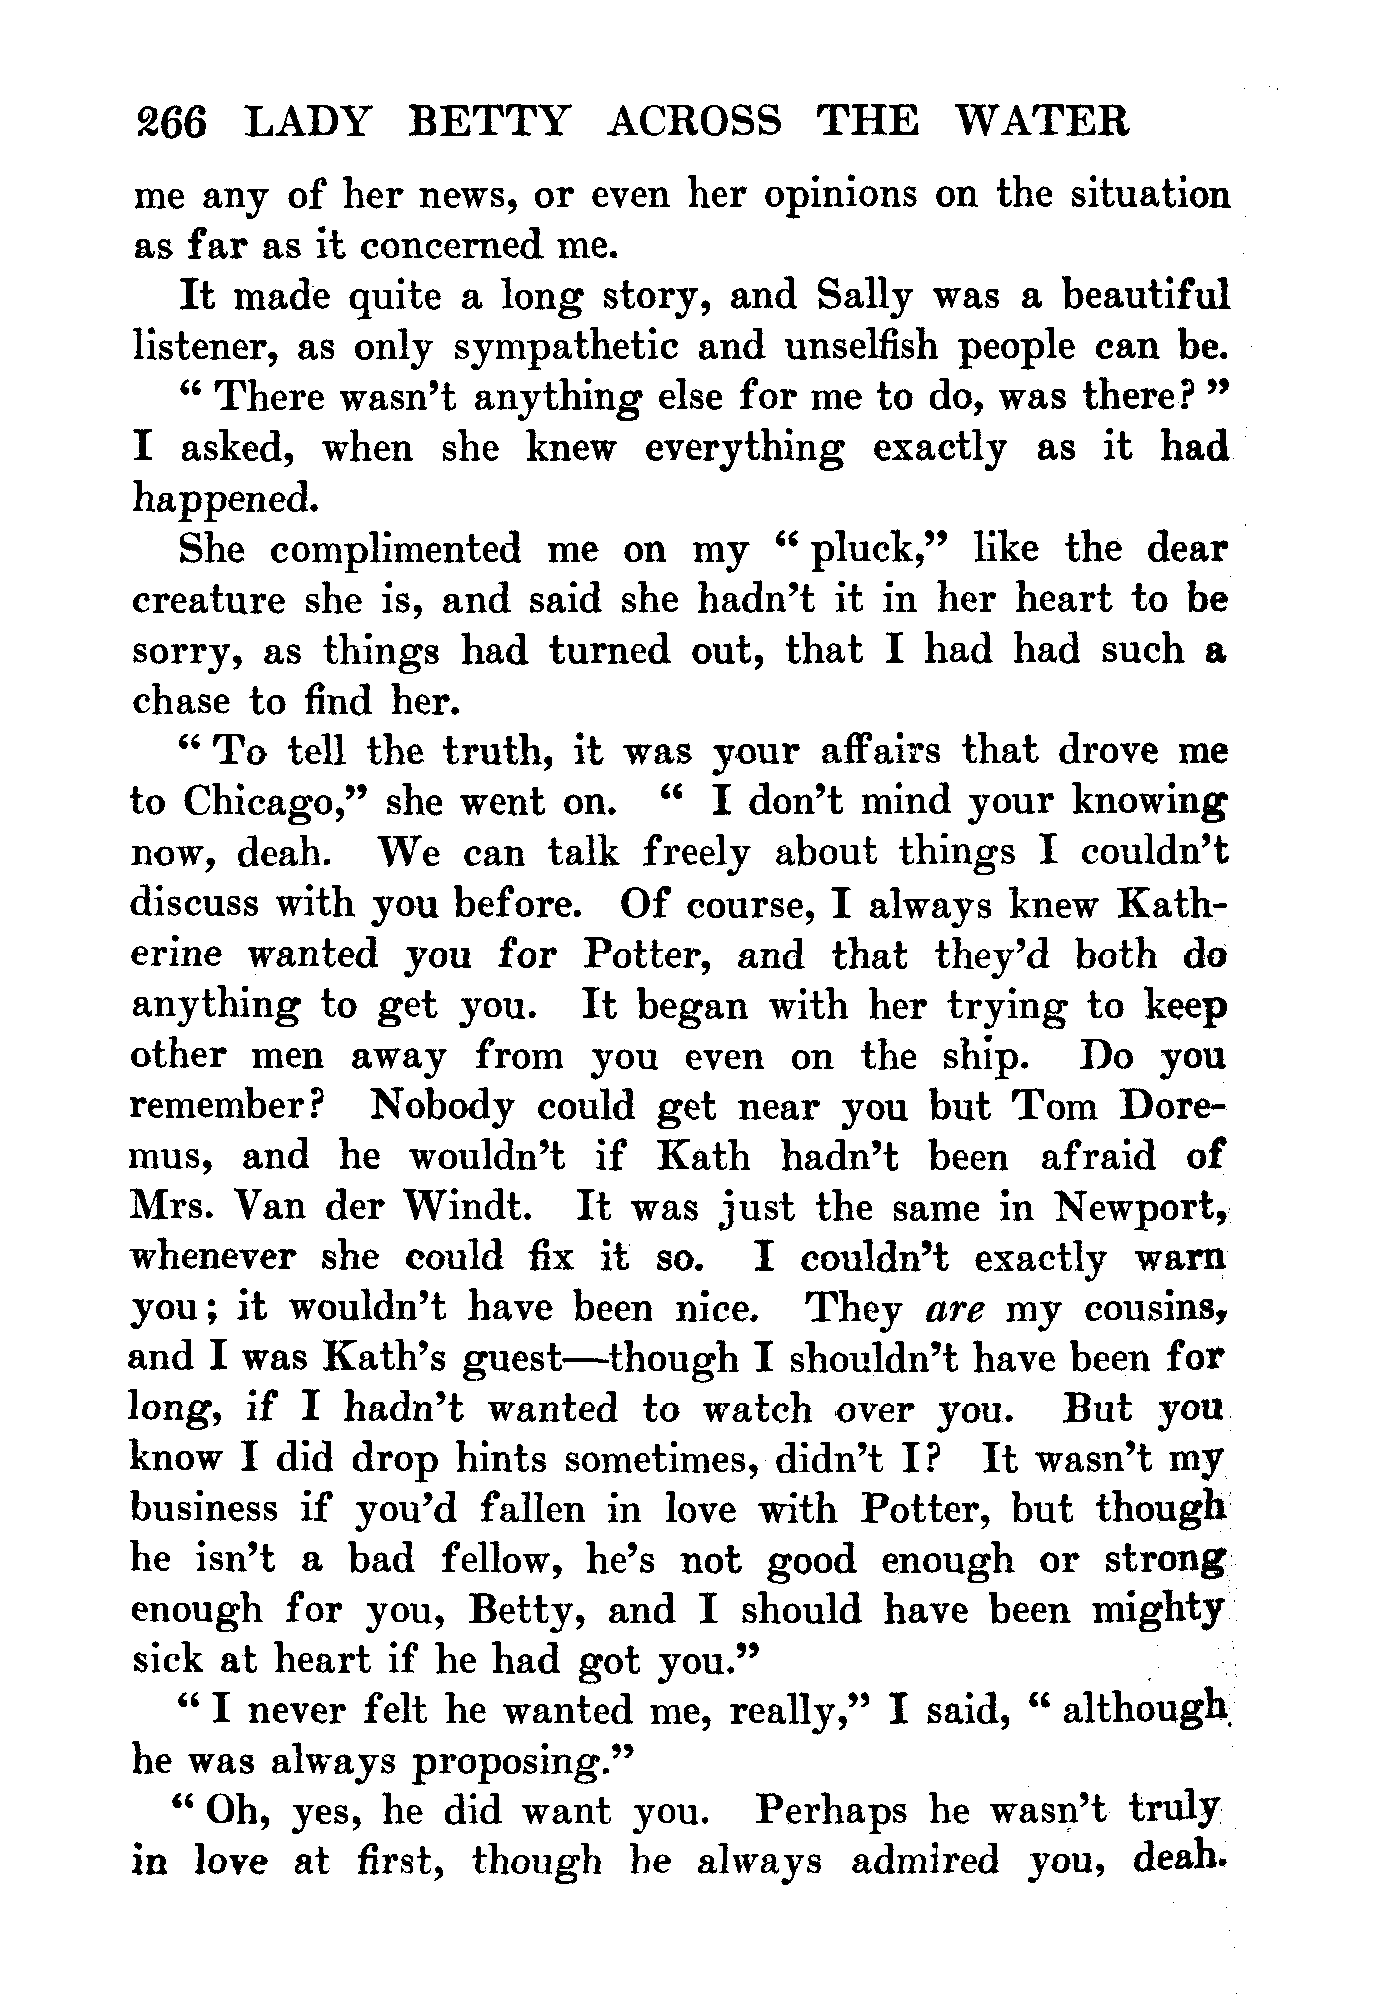 266 LADY BETTY ACROSS THE WATER
me any of her news, or even her opinions on the situation
as far as it concerned me.
It made quite a long story, and Sally was a beautiful
listener, as only sympathetic and unselfish people can be.
“ There wasn’t anything else for me to do, was there? ”
I asked, when she knew everything exactly as it had
happened.
She complimented me on my “ pluck,” like the dear
creature she is, and said she hadn’t it in her heart to be
sorry, as things had turned out, that I had had such a
chase to find her.
“ To tell the truth, it was your affairs that drove me
to Chicago,” she went on. “ I don’t mind your knowing
now, deah. We can talk freely about things I couldn’t
discuss with you before. Of course, I always knew Kath-
erine wanted you for Potter, and that they’d both do
anything to get you. It began with her trying to keep
other men away from you even on the ship. Do you
remember? Nobody could get near you but Tom Dore-
mus, and he wouldn’t if Kath hadn’t been afraid of
Mrs. Van der Windt. It was just the same in Newport,
whenever she could fix it so. I couldn’t exactly warn
you; it wouldn’t have been nice. They are my cousins,
and I was Kath’s guest—though I shouldn’t have been for
long, if I hadn’t wanted to watch over you. But you
know I did drop hints sometimes, didn’t I? It wasn’t my
business if you’d fallen in love with Potter, but though
he isn’t a bad fellow, he’s not good enough or strong
enough for you, Betty, and I should have been mighty
sick at heart if he had got you.”
“ I never felt he wanted me, really,” I said, “ although
he was always proposing.”
“ Oh, yes, he did want you. Perhaps he wasn’t truly
in love at first, though he always admired you, deah.